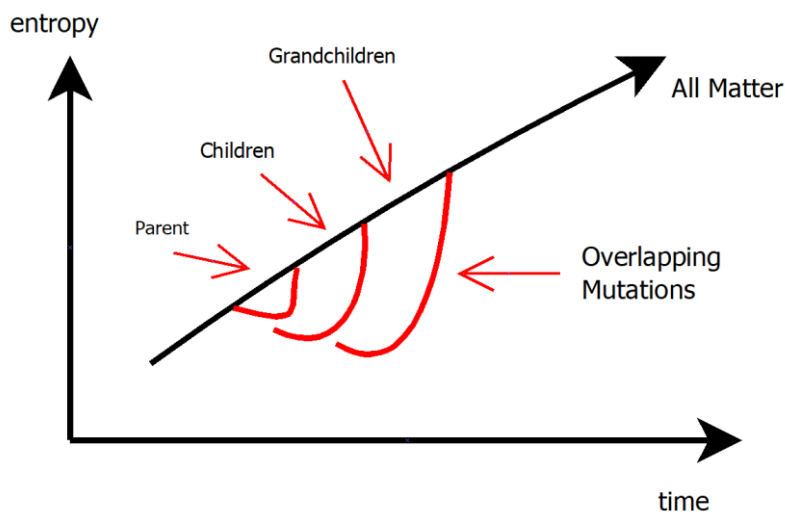 entropy
Grandchildren
All Matter
Children
Parent
Overlapping
Mutations
time